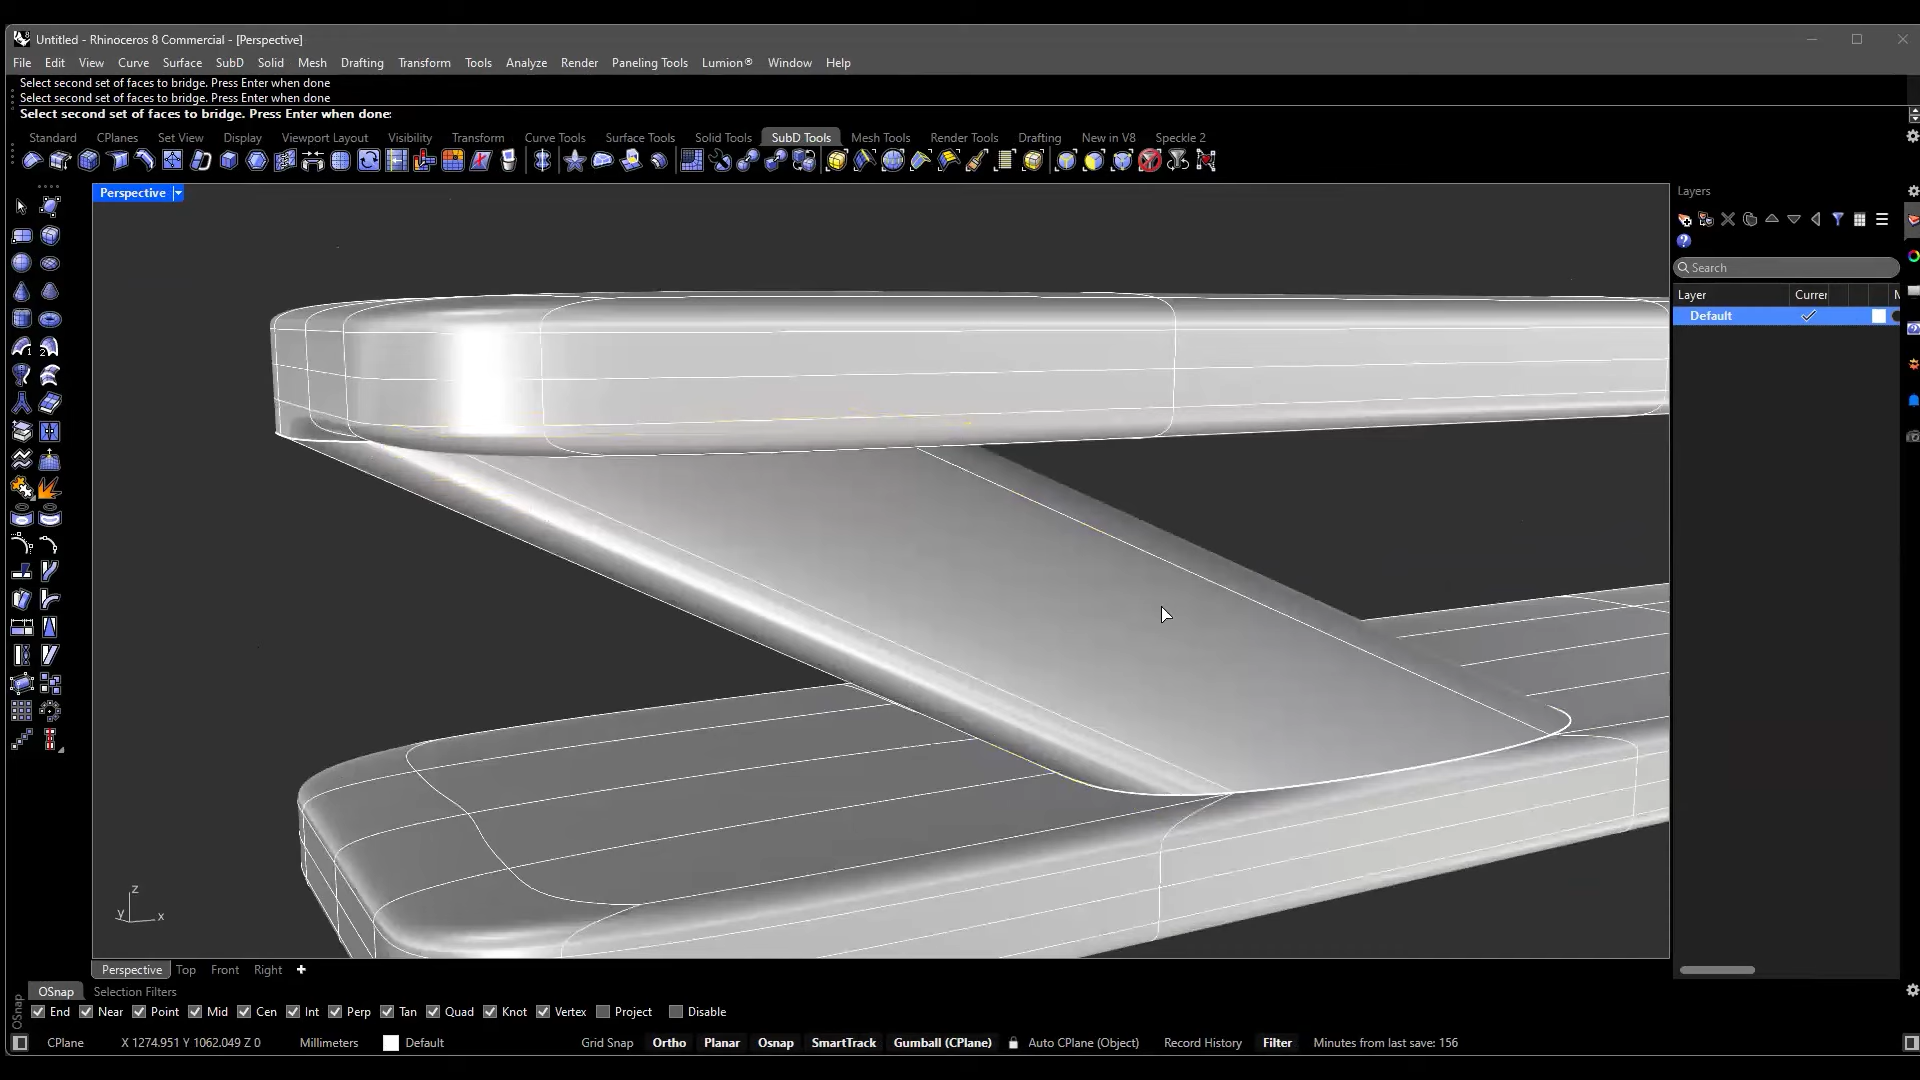 Untitled - Rhinoceros 8 Commercial - [Perspective]
File Edit View Curve Surface SubD Solid Mesh Drafting Transform Tools Analyze Render Paneling Tools Lumion® Window Help
Select second set of faces to bridge. Press Enter when done
Select second set of faces to bridge. Press Enter when done
Select second set of faces to bridge. Press Enter when done:
Standard CPlanes Set View Display Viewport Layout Visibility Transform Curve Tools Surface Tools Solid Tools SubD Tools Mesh Tools Render Tools Drafting New in V8 Speckle 2
Perspective
Layers
Search
Layer Currer M
Default
z
y x
Perspective Top Front Right
OSnap Selection Filters
OSnap
End Near Point Mid Cen Int Perp Tan Quad Knot Vertex Project Disable
CPlane X 1274.951 Y 1062.049 Z 0 Millimeters Default Grid Snap Ortho Planar Osnap SmartTrack Gumball (CPlane) Auto CPlane (Object) Record History Filter Minutes from last save: 156